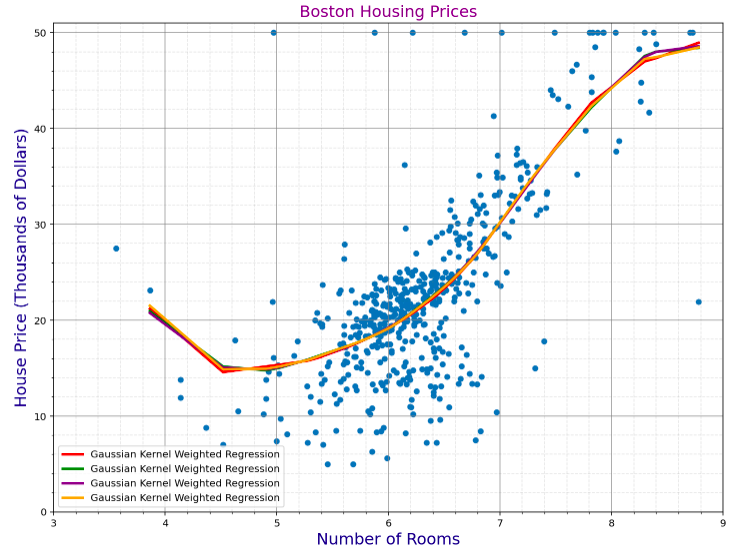 Boston Housing Prices
House Price (Thousands of Dollars)
50
40
30
20
10
0
Gaussian Kernel Weighted Regression
Gaussian Kernel Weighted Regression
Gaussian Kernel Weighted Regression
Gaussian Kernel Weighted Regression
3 4 5 6 7 8 9
Number of Rooms